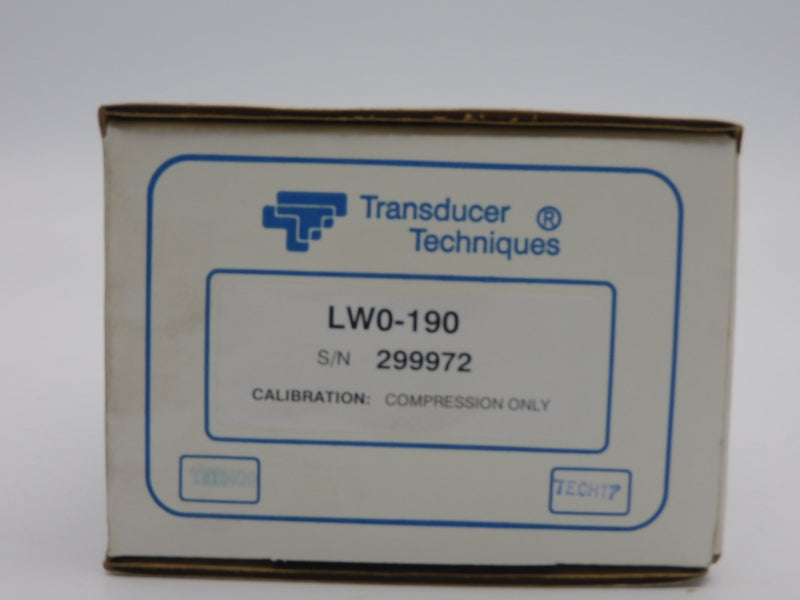 Transducer ®
Techniques
LW0-190
S/N 299972
CALIBRATION: COMPRESSION ONLY
TECH17